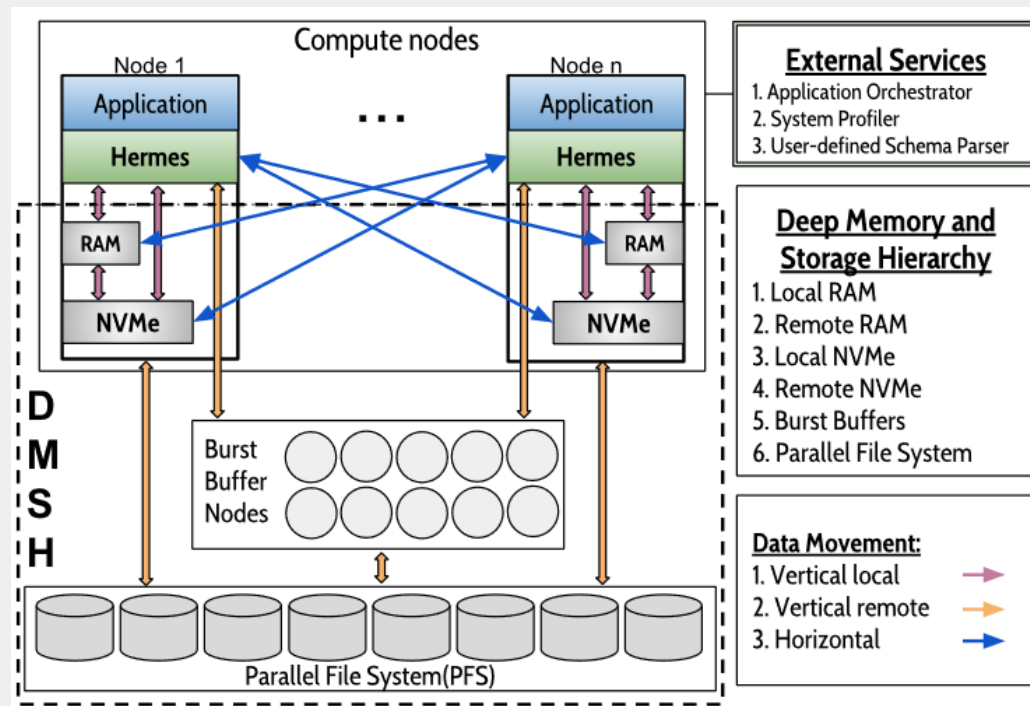 Compute nodes
Node 1
Node n
Application
...
Application
Hermes
Hermes
RAM
RAM
NVMe
NVMe
D
M
S
H
Burst
Buffer
Nodes
Parallel File System(PFS)
External Services
1. Application Orchestrator
2. System Profiler
3. User-defined Schema Parser
Deep Memory and
Storage Hierarchy
1. Local RAM
2. Remote RAM
3. Local NVMe
4. Remote NVMe
5. Burst Buffers
6. Parallel File System
Data Movement:
1. Vertical local
2. Vertical remote
3. Horizontal